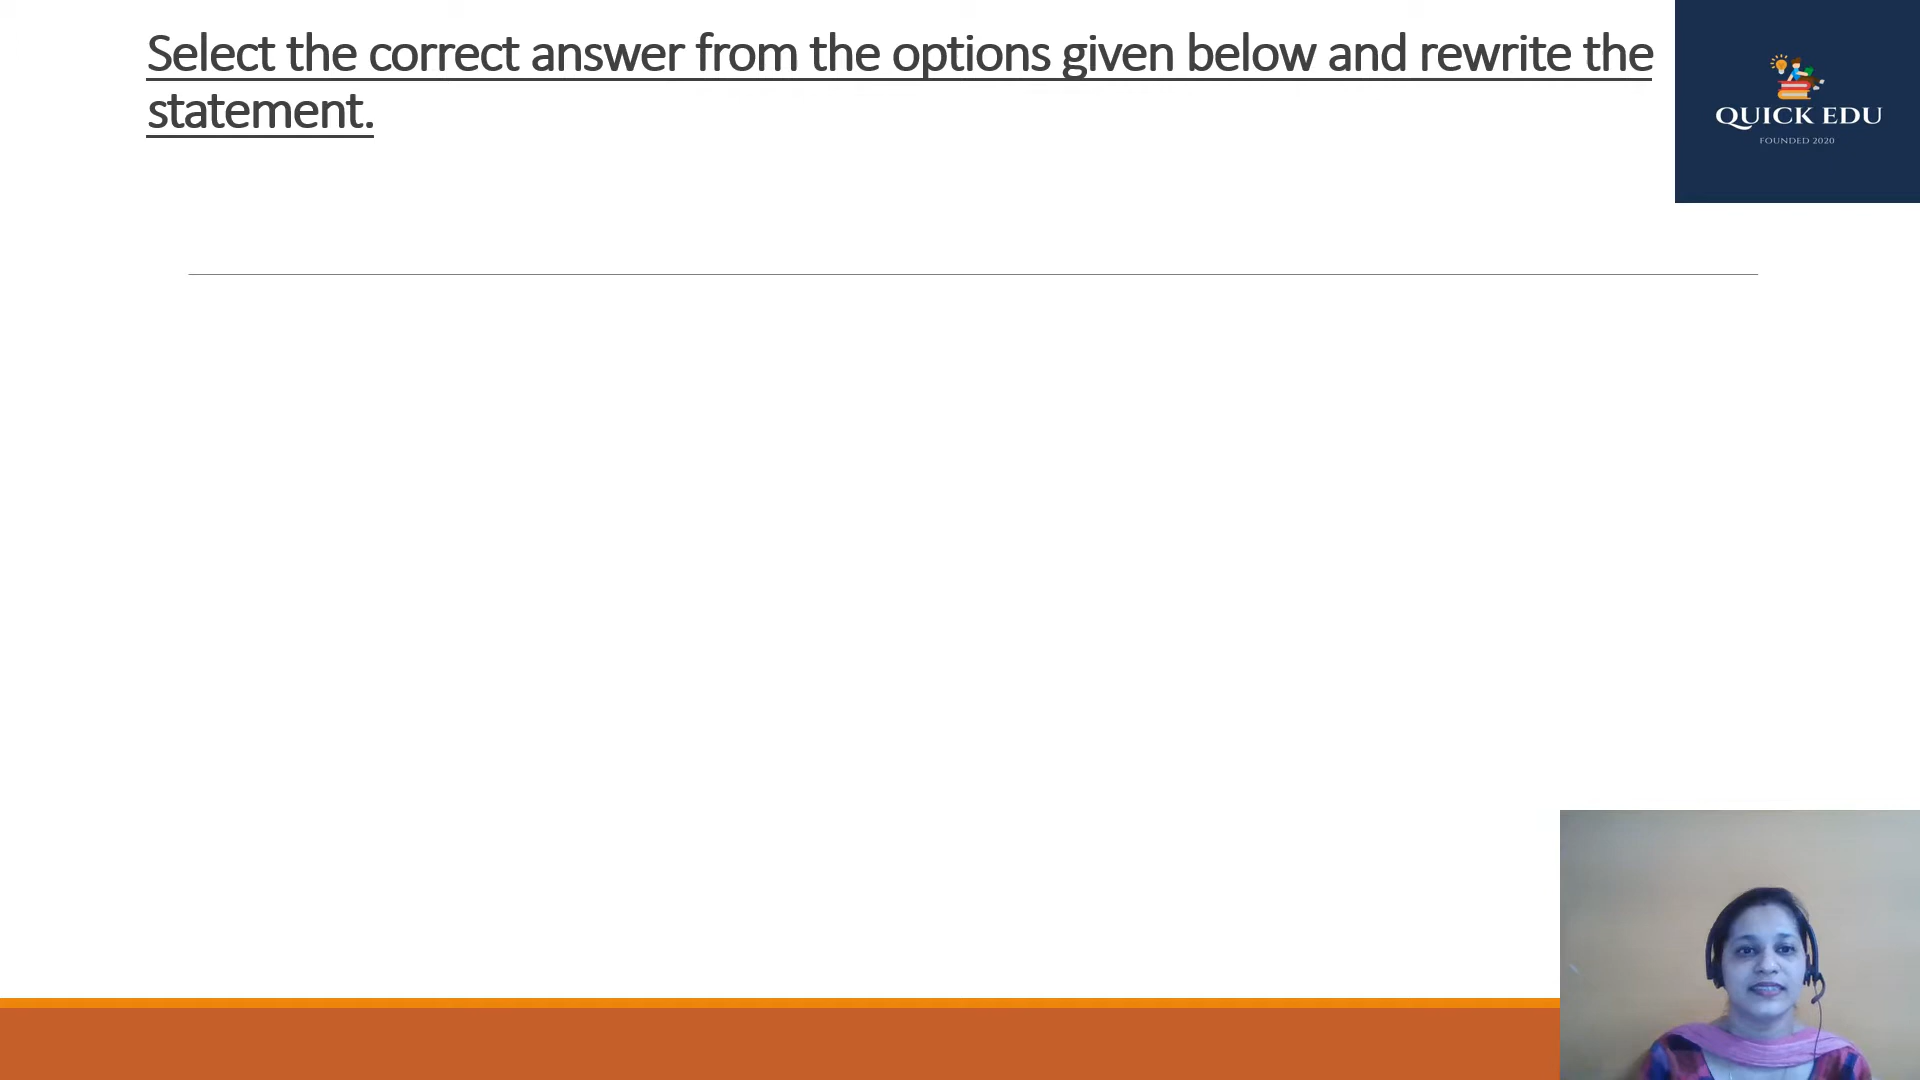 Select the correct answer from the options given below and rewrite the
statement.
QUICK EDU
FOUNDED 2020